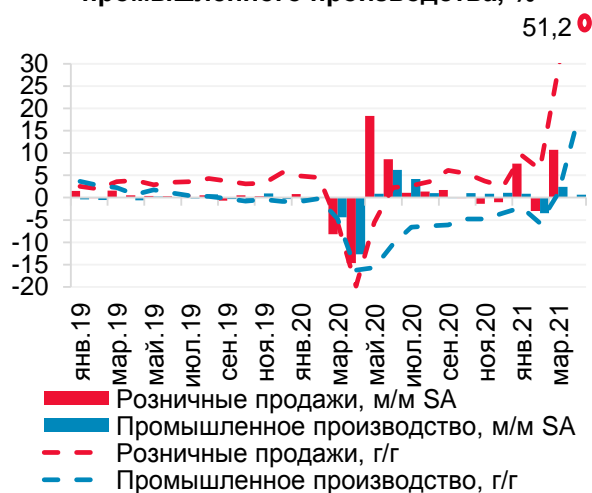 промышленного производства, %
51,2
30
25
20
15
10
5
0
-5
-10
-15
-20
янв.19
мар.19
май.19
июл.19
сен.19
ноя.19
янв.20
мар.20
май.20
июл.20
сен.20
ноя.20
янв.21
мар.21
Розничные продажи, м/м SA
Промышленное производство, м/м SA
Розничные продажи, г/г
Промышленное производство, г/г